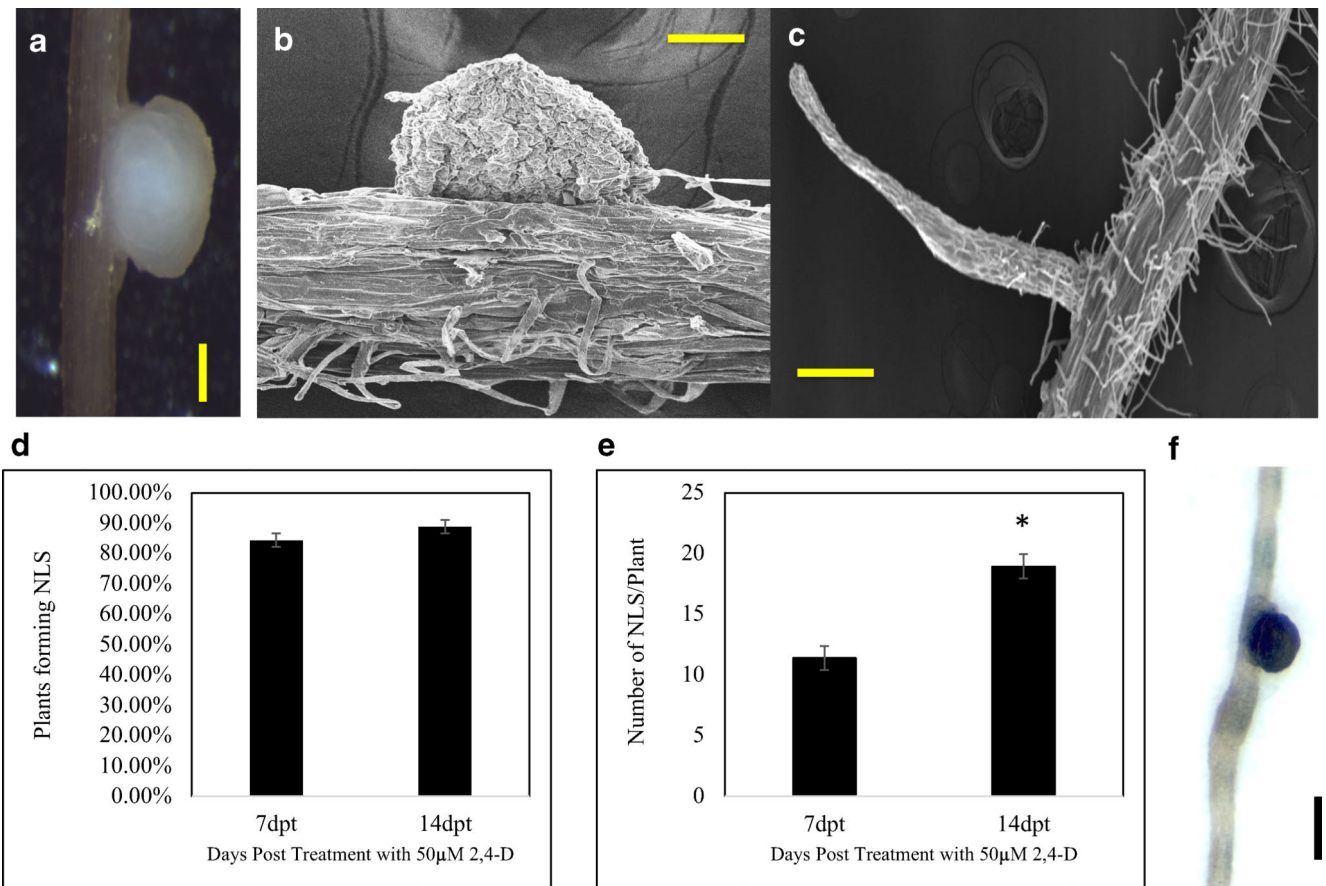 a
b
c
d
100.00%
90.00%
80.00%
70.00%
60.00%
50.00%
40.00%
30.00%
20.00%
10.00%
0.00%
Plants forming NLS
7dpt
14dpt
Days Post Treatment with 50µM 2,4-D
e
25
20
15
10
5
0
Number of NLS/Plant
*
7dpt
14dpt
Days Post Treatment with 50µM 2,4-D
f